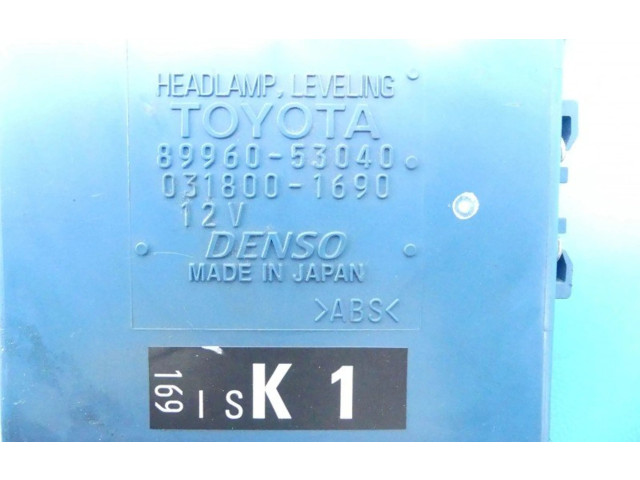 HEADLAMP, LEVELING
TOYOTA
89960-53040
031800-1690
12V
DENSO
MADE IN JAPAN
>ABS<
169 I S K 1